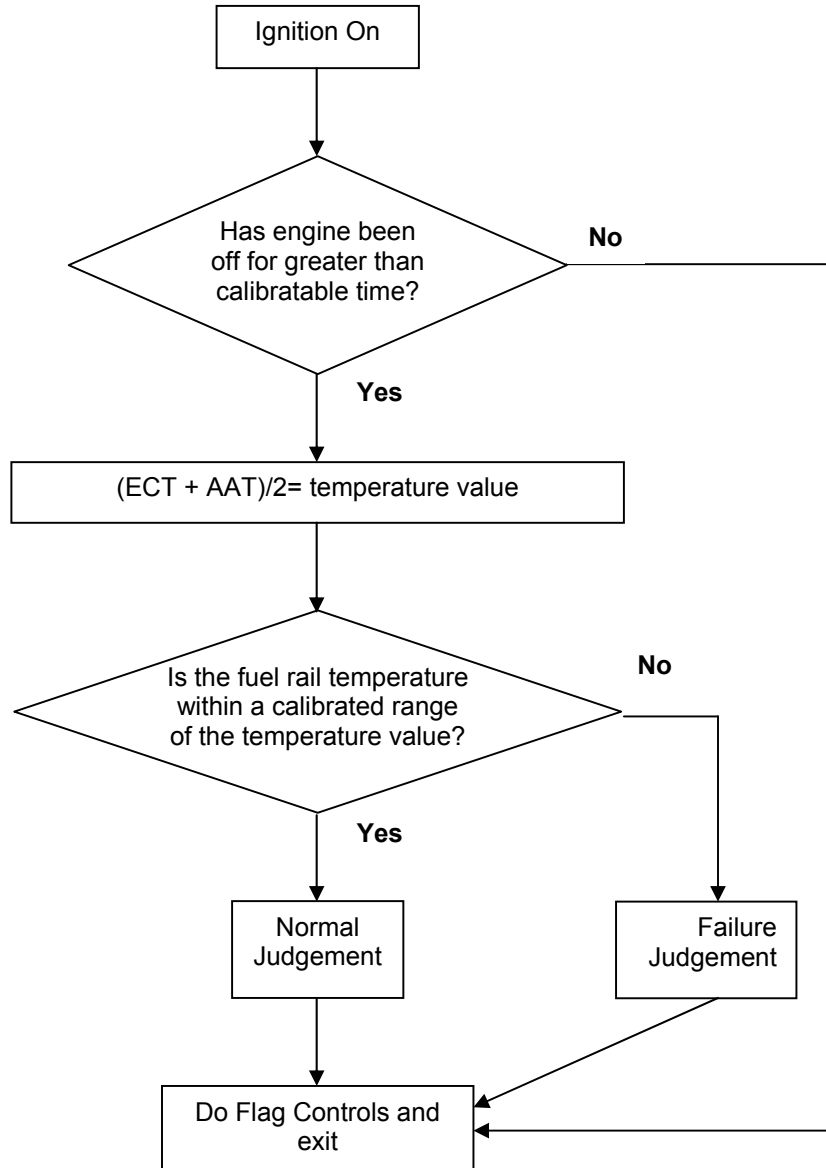 Ignition On
Has engine been
off for greater than
calibratable time?
No
Yes
(ECT + AAT)/2= temperature value
Is the fuel rail temperature
within a calibrated range
of the temperature value?
No
Yes
Normal
Judgement
Failure
Judgement
Do Flag Controls and
exit